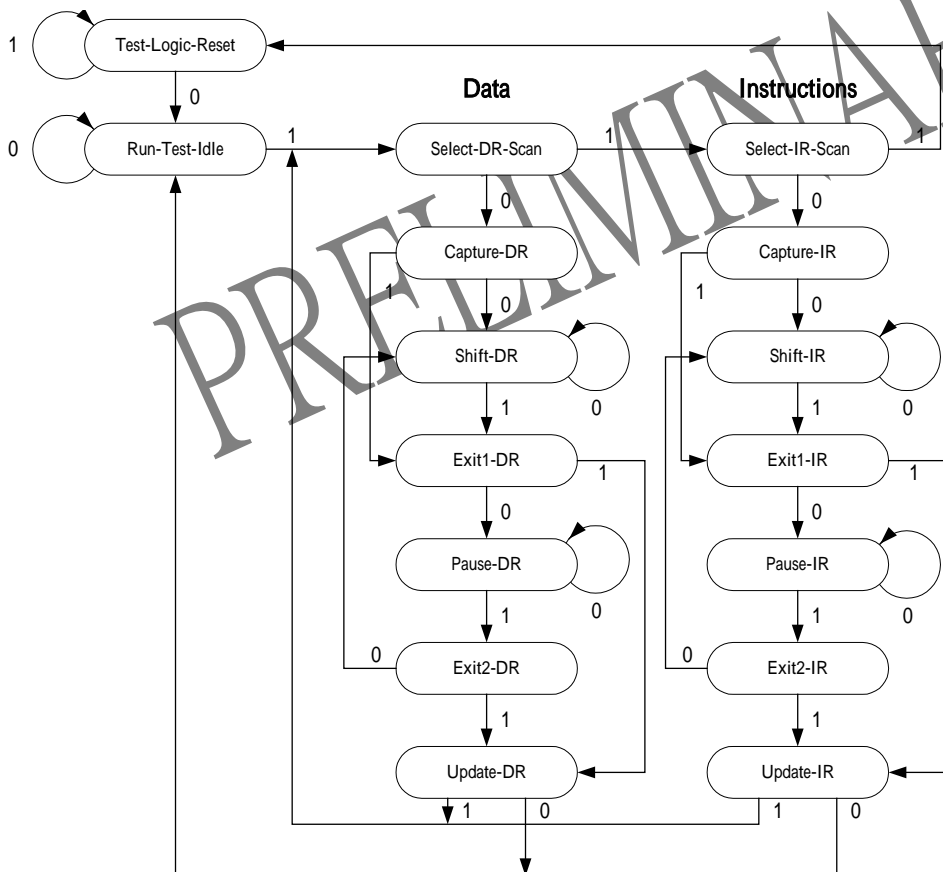 1
Test-Logic-Reset
0
Data
Instructions
0
Run-Test-Idle
1
Select-DR-Scan
1
Select-IR-Scan
1
0
0
Capture-DR
Capture-IR
1
0
1
0
Shift-DR
Shift-IR
1
0
1
0
Exit1-DR
1
Exit1-IR
1
0
0
Pause-DR
Pause-IR
1
0
1
0
0
Exit2-DR
0
Exit2-IR
1
1
Update-DR
Update-IR
1
0
1
0